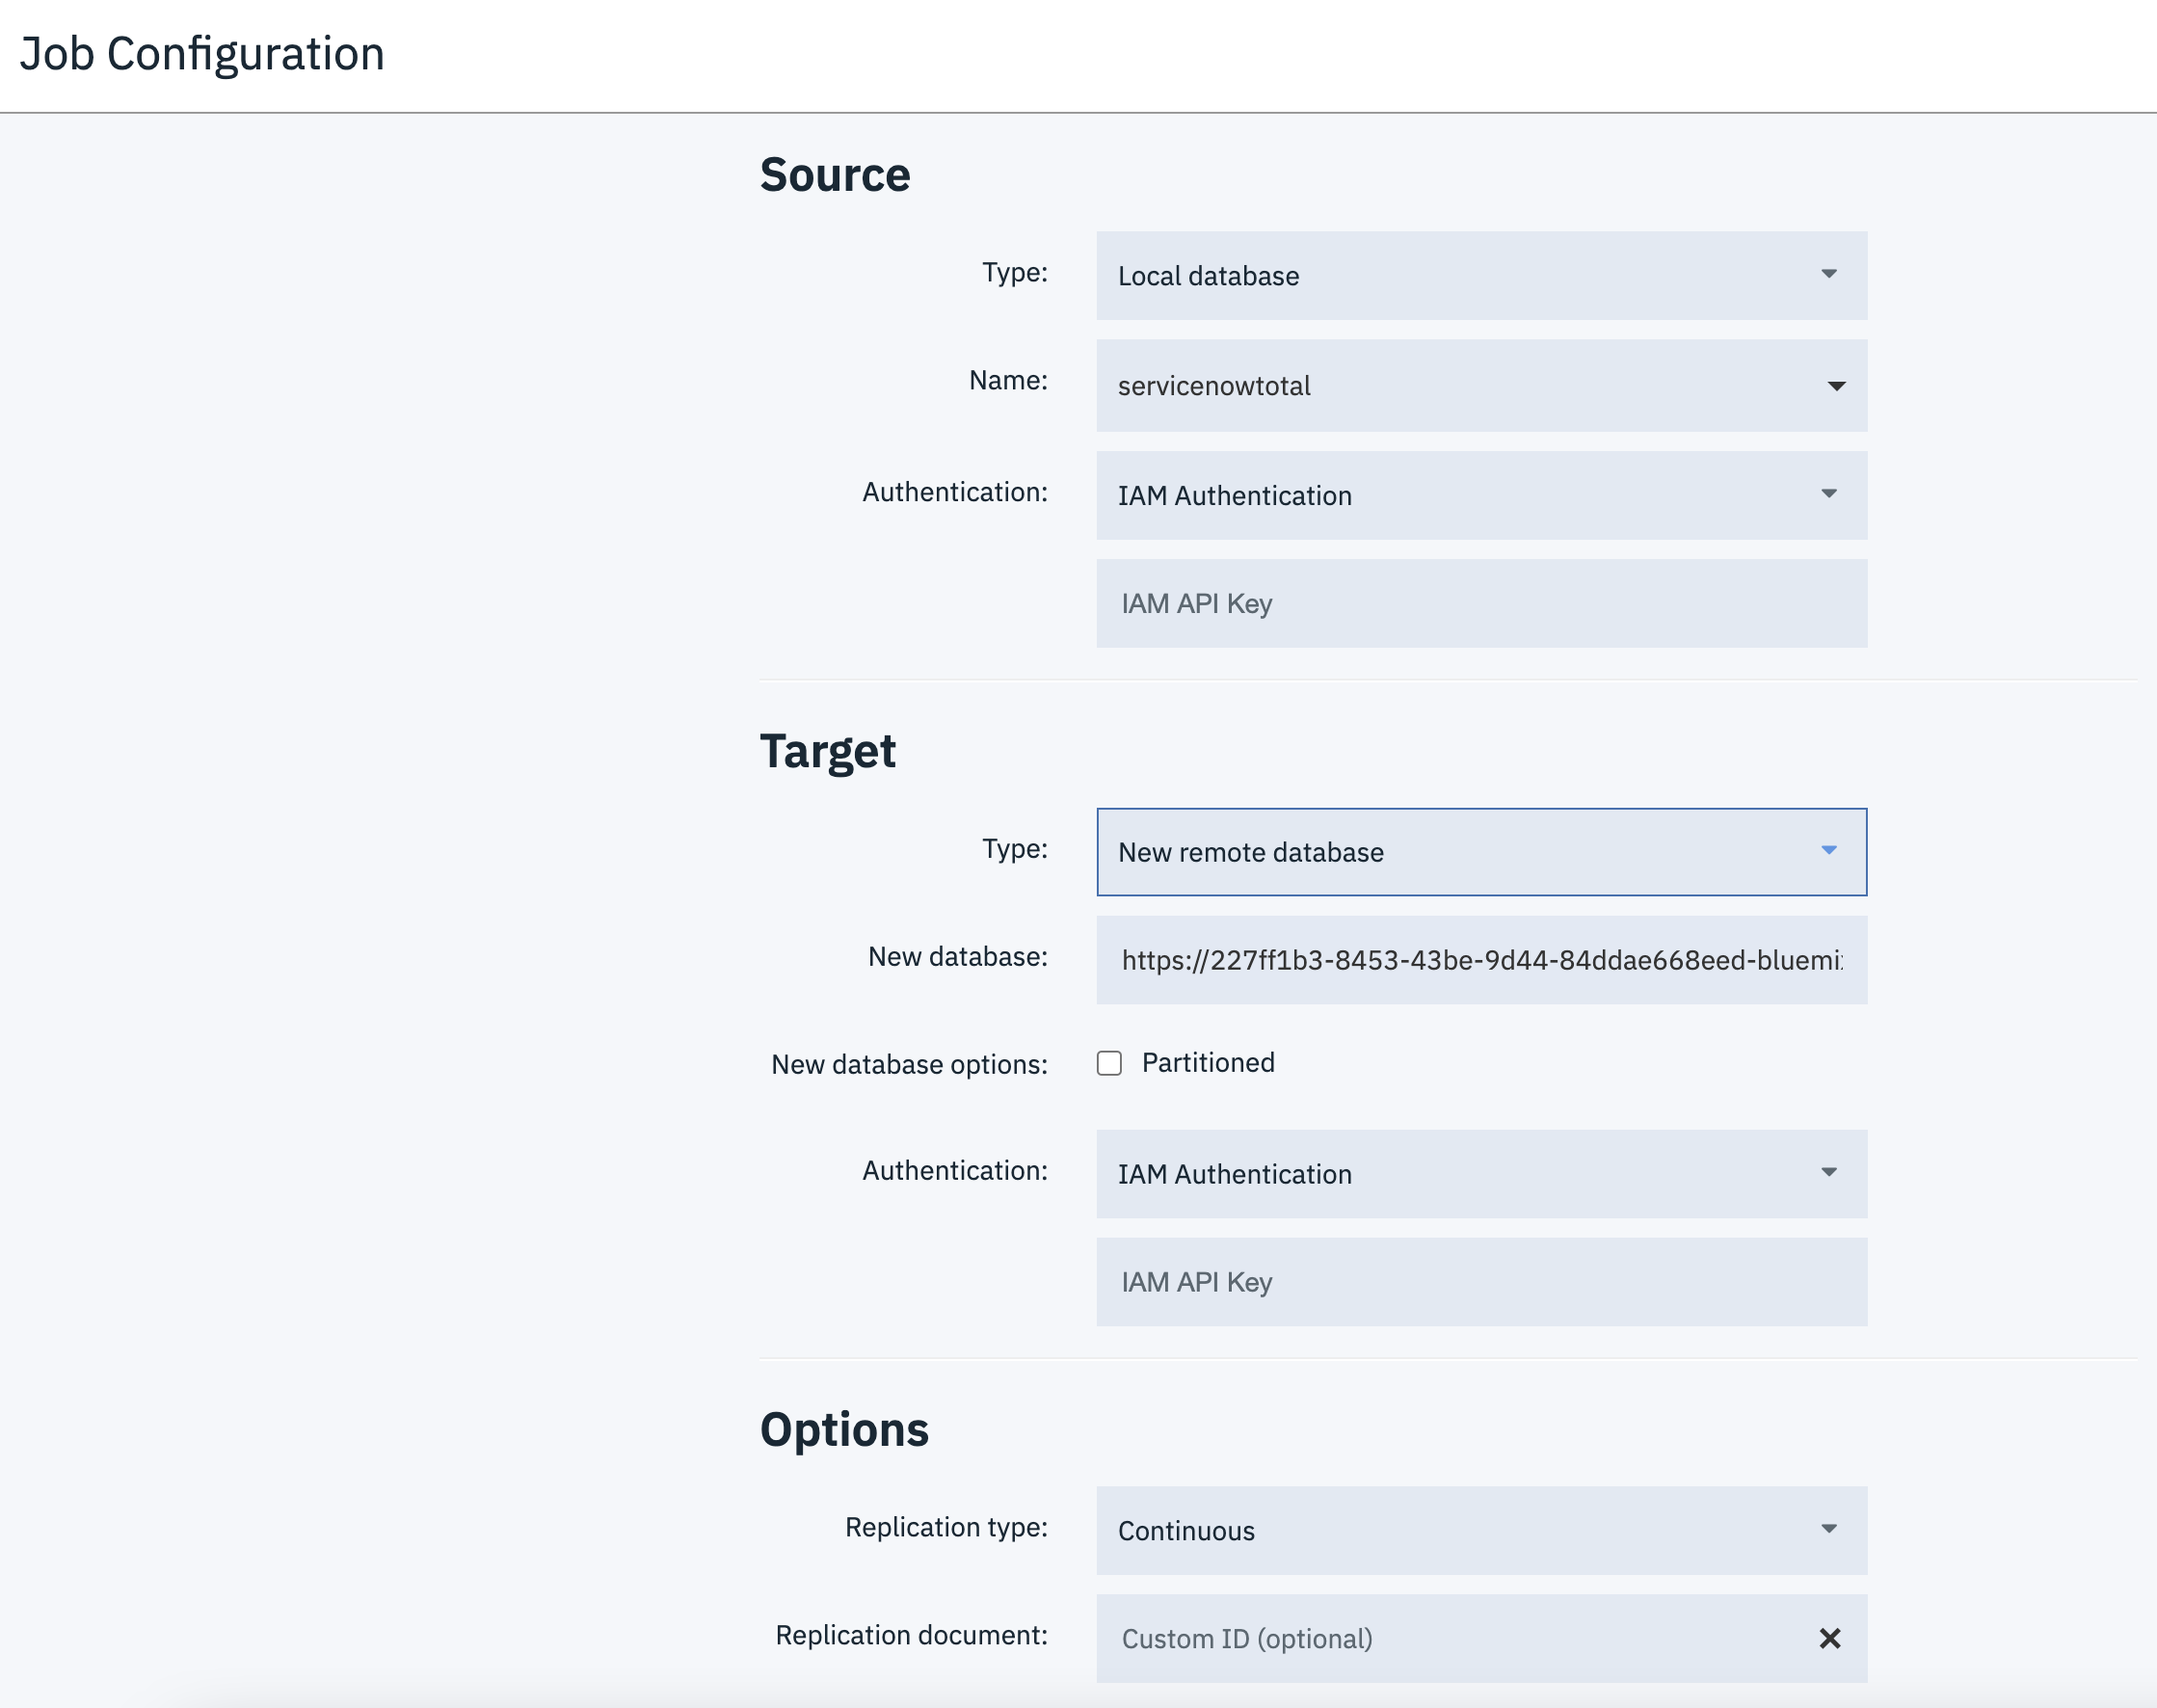 Job Configuration
Source
Type: Local database
Name: servicenowtotal
Authentication: IAM Authentication
IAM API Key
Target
Type: New remote database
New database: https://227ff1b3-8453-43be-9d44-84ddae668eed-bluemi
New database options: Partitioned
Authentication: IAM Authentication
IAM API Key
Options
Replication type: Continuous
Replication document: Custom ID (optional)